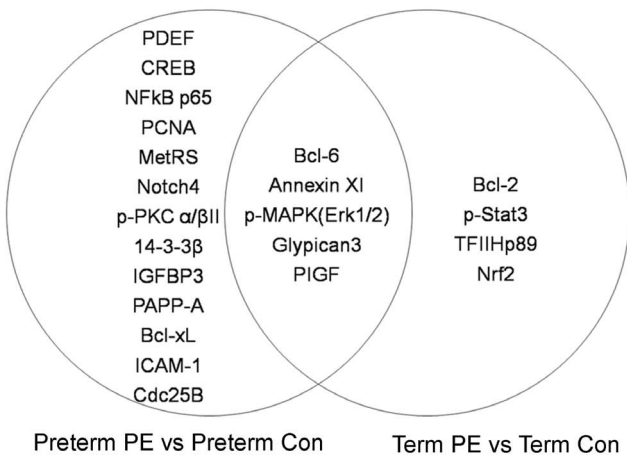 PDEF
CREB
NFkB p65
PCNA
MetRS
Notch4
p-PKC α/βII
14-3-3β
IGFBP3
PAPP-A
Bcl-xL
ICAM-1
Cdc25B
Bcl-6
Annexin XI
p-MAPK(Erk1/2)
Glypican3
PIGF
Bcl-2
p-Stat3
TFIIHp89
Nrf2
Preterm PE vs Preterm Con
Term PE vs Term Con